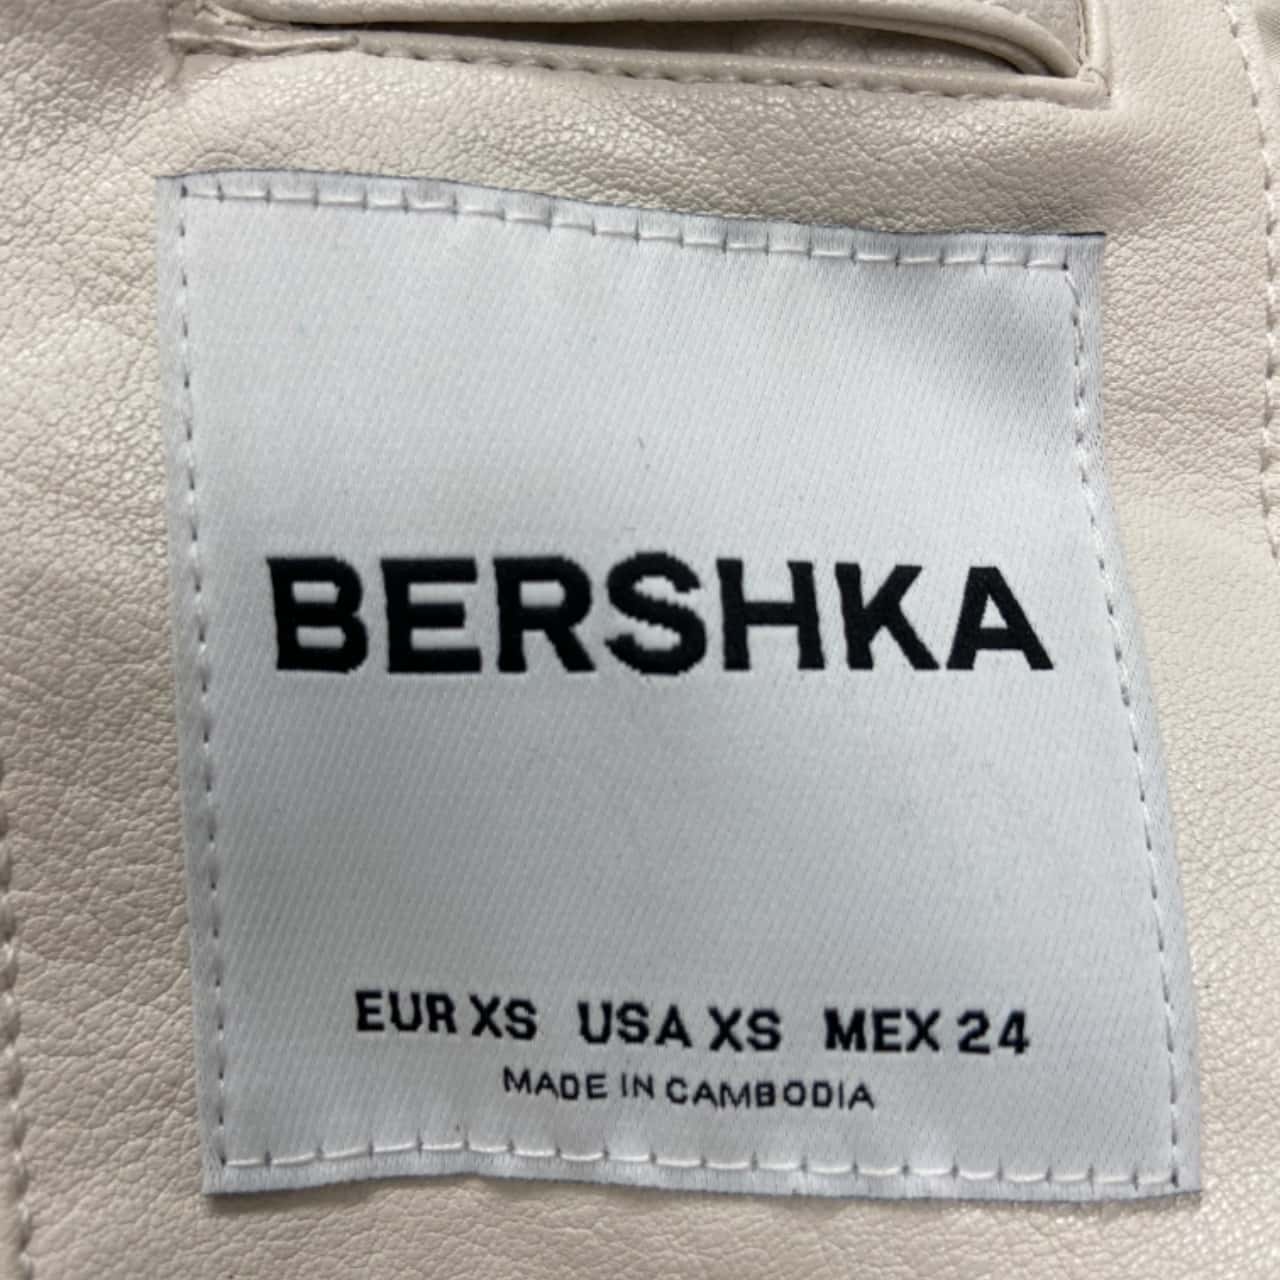 BERSHKA
EUR XS USA XS MEX 24
MADE IN CAMBODIA